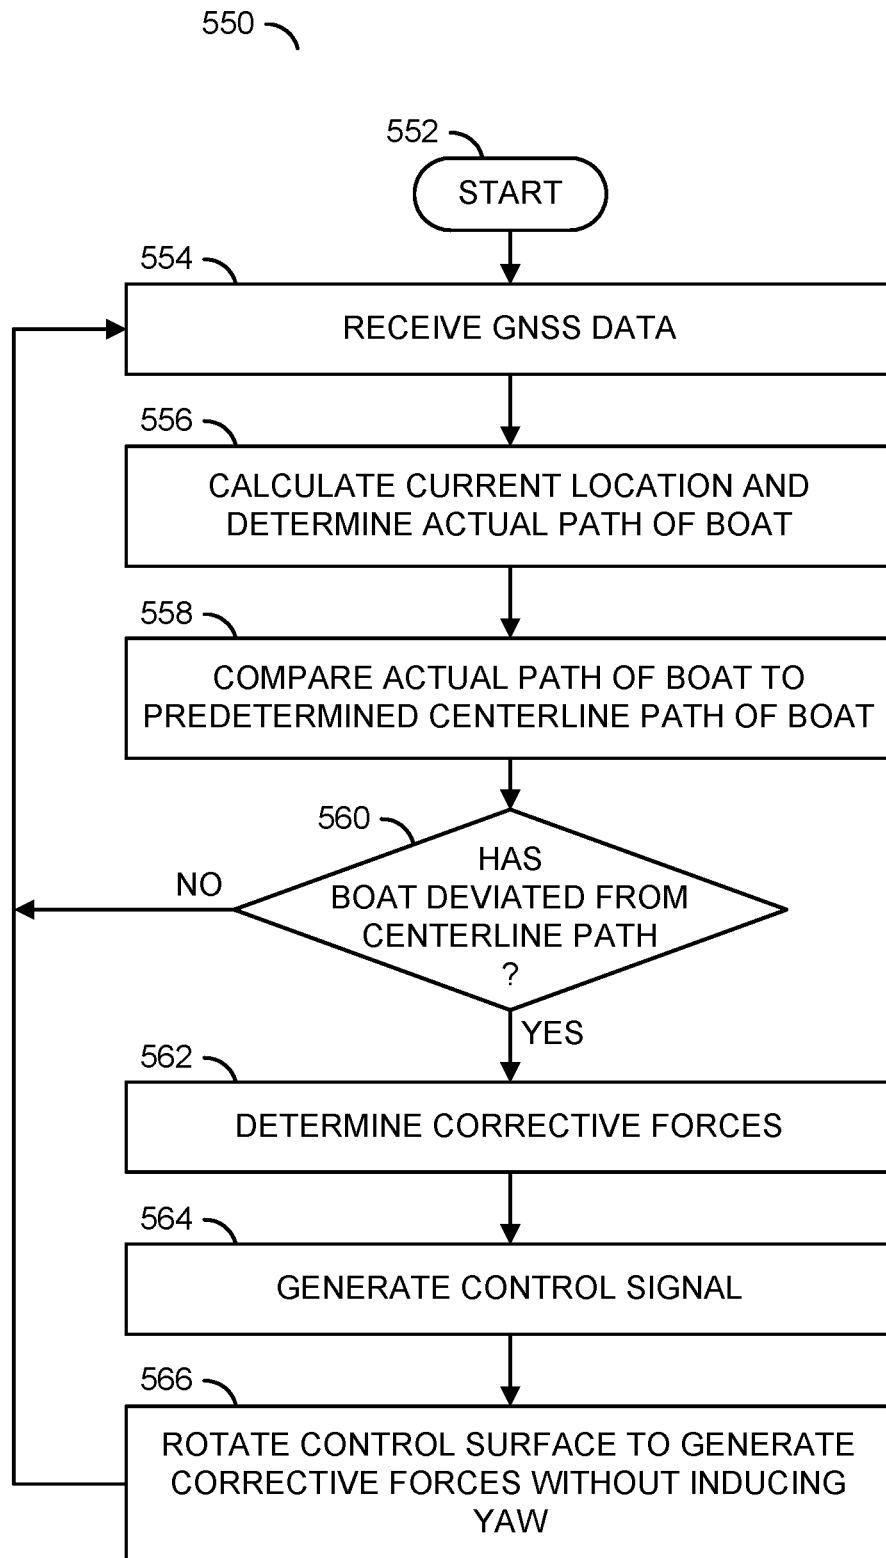 550
552
START
554
RECEIVE GNSS DATA
556
CALCULATE CURRENT LOCATION AND
DETERMINE ACTUAL PATH OF BOAT
558
COMPARE ACTUAL PATH OF BOAT TO
PREDETERMINED CENTERLINE PATH OF BOAT
560
HAS
BOAT DEVIATED FROM
CENTERLINE PATH
?
NO
YES
562
DETERMINE CORRECTIVE FORCES
564
GENERATE CONTROL SIGNAL
566
ROTATE CONTROL SURFACE TO GENERATE
CORRECTIVE FORCES WITHOUT INDUCING
YAW